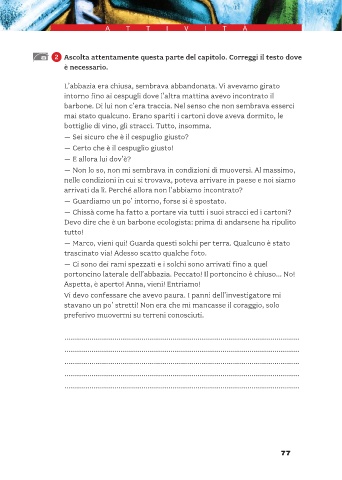 ATTIVITÀ
2 Ascolta attentamente questa parte del capitolo. Correggi il testo dove
è necessario.
L'abbazia era chiusa, sembrava abbandonata. Vi avevamo girato
intorno fino ai cespugli dove l'altra mattina avevo incontrato il
barbone. Di lui non c'era traccia. Nel senso che non sembrava esserci
mai stato qualcuno. Erano spariti i cartoni dove aveva dormito, le
bottiglie di vino, gli stracci. Tutto, insomma.
— Sei sicuro che è il cespuglio giusto?
— Certo che è il cespuglio giusto!
— E allora lui dov'è?
— Non lo so, non mi sembrava in condizioni di muoversi. Al massimo,
nelle condizioni in cui si trovava, poteva arrivare in paese e noi siamo
arrivati da lì. Perché allora non l'abbiamo incontrato?
— Guardiamo un po' intorno, forse si è spostato.
— Chissà come ha fatto a portare via tutti i suoi stracci ed i cartoni?
Devo dire che è un barbone ecologista: prima di andarsene ha ripulito
tutto!
— Marco, vieni qui! Guarda questi solchi per terra. Qualcuno è stato
trascinato via! Adesso scatto qualche foto.
— Ci sono dei rami spezzati e i solchi sono arrivati fino a quel
portoncino laterale dell'abbazia. Peccato! Il portoncino è chiuso... No!
Aspetta, è aperto! Anna, vieni! Entriamo!
Vi devo confessare che avevo paura. I panni dell'investigatore mi
stavano un po' stretti! Non era che mi mancasse il coraggio, solo
preferivo muovermi su terreni conosciuti.
77